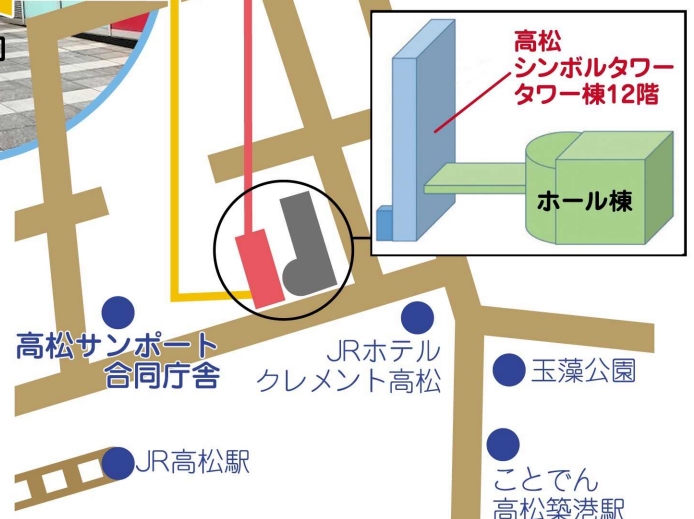 高松
シンボルタワー
タワー棟12階
ホール棟
高松サンポート
合同庁舎
JRホテル
クレメント高松
玉藻公園
JR高松駅
ことでん
高松築港駅